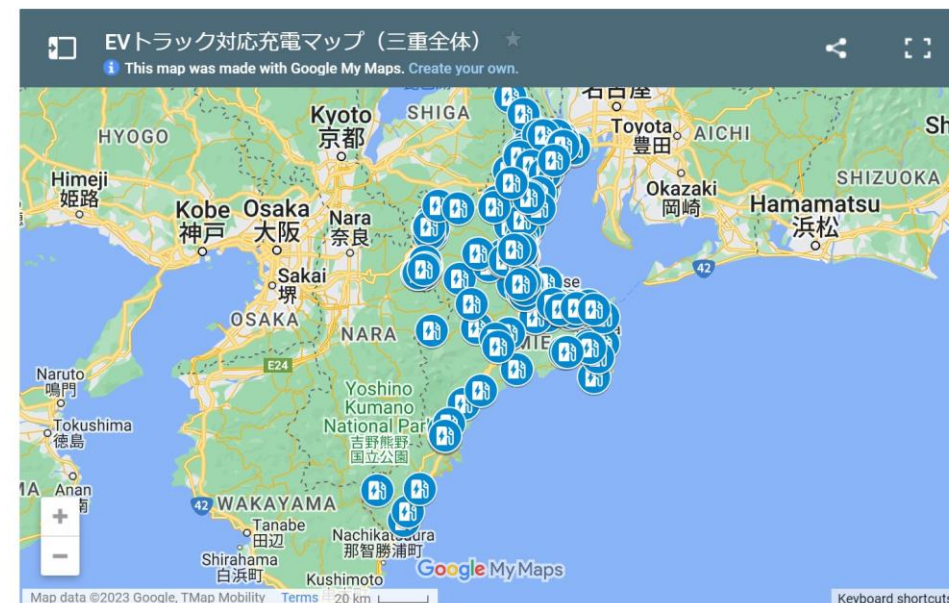 EVトラック対応充電マップ（三重全体）
This map was made with Google My Maps. Create your own.
名古屋
Kyoto
京都
SHIGA
HYOGO
Toyota
豊田
AICHI
Sh
Himeji
姫路
Okazaki
岡崎
SHIZUOKA
Kobe
神戸
Osaka
大阪
Nara
奈良
Hamamatsu
浜松
Sakai
堺
42
se
OSAKA
NARA
MIE
E24
Naruto
鳴門
Yoshino
Kumano
National Par
吉野熊野
国立公園
Tokushima
徳島
Anan
南
42
WAKAYAMA
Tanabe
田辺
Nachikatsuura
那智勝浦町
Shirahama
白浜町
Kushimoto
Google My Maps
+
−
Map data ©2023 Google, TMap Mobility
Terms
20 km
Keyboard shortcuts